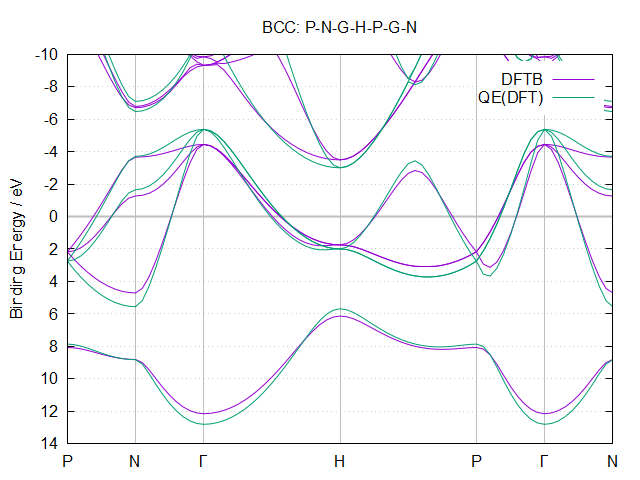 BCC: P-N-G-H-P-G-N
DFTB
QE(DFT)
Binding Energy / eV
-10
-8
-6
-4
-2
0
2
4
6
8
10
12
14
P N Γ H P Γ N